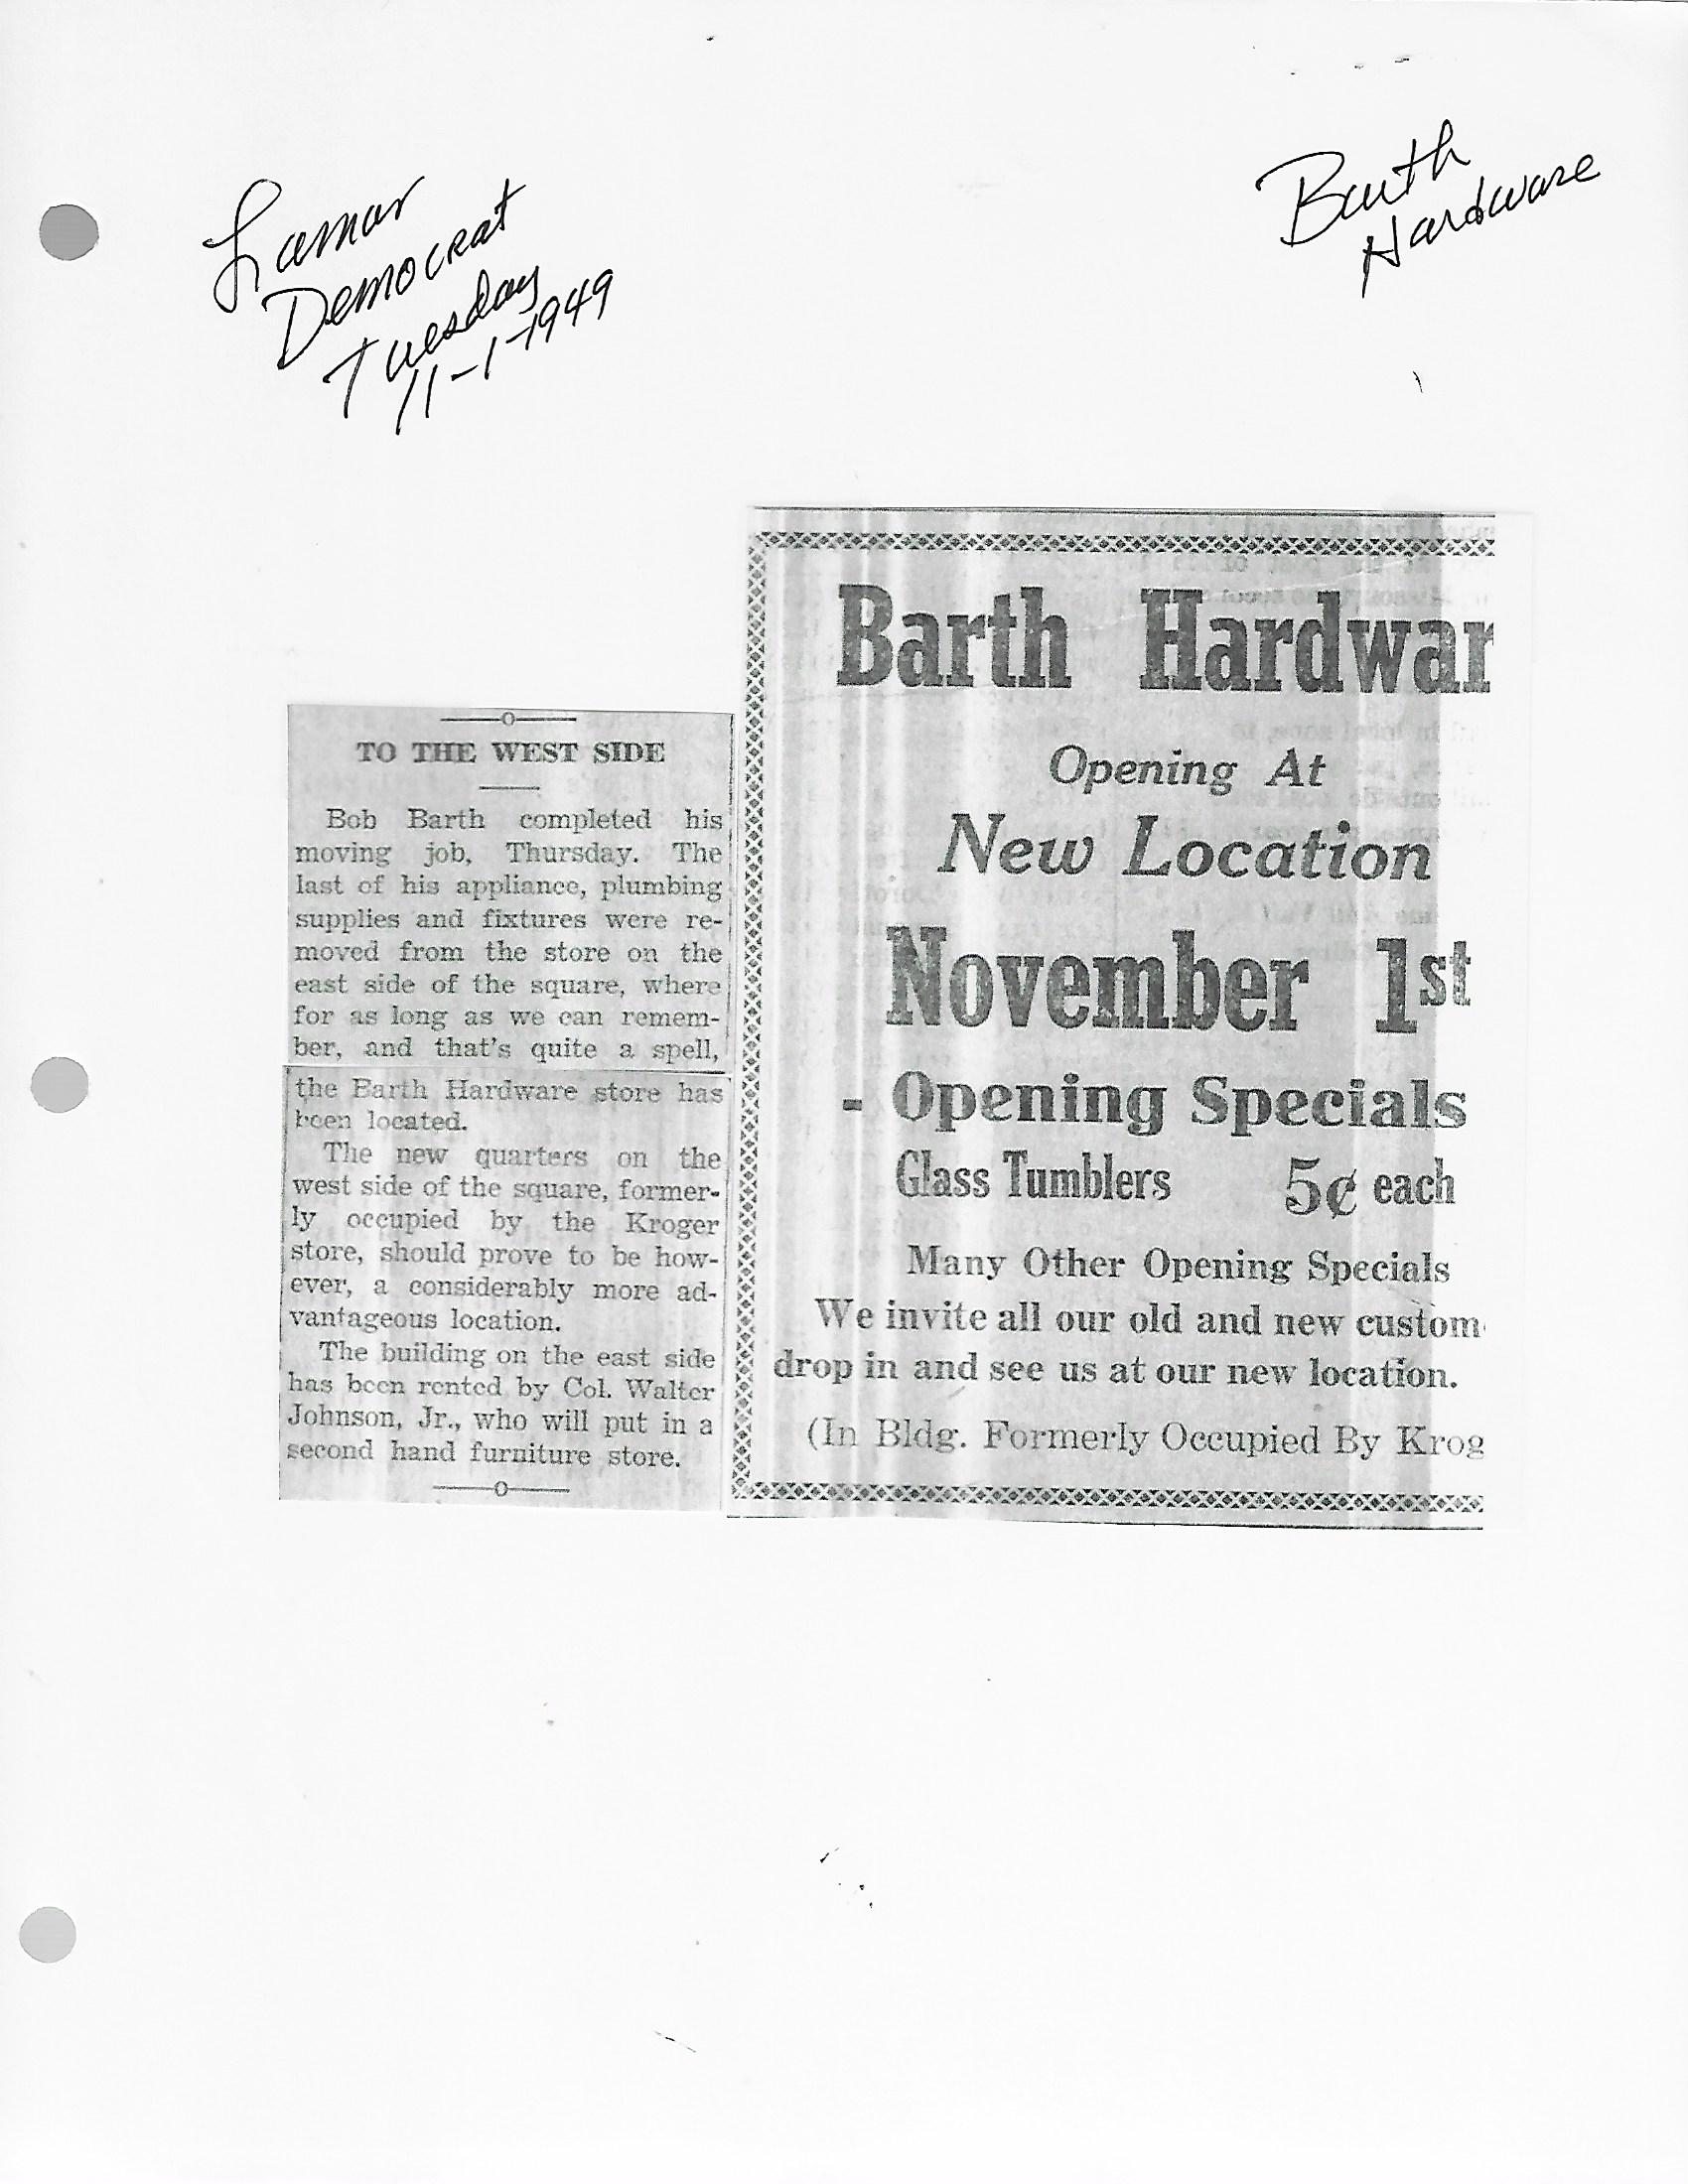 Lamar
Democrat
Tuesday
11-1-1949
Barth
Hardware
TO THE WEST SIDE
Bob Barth completed his
moving job, Thursday. The
last of his appliance, plumbing
supplies and fixtures were re-
moved from the store on the
east side of the square, where
for as long as we can remem-
ber, and that's quite a spell,
the Barth Hardware store has
been located.
The new quarters on the
west side of the square, former-
ly occupied by the Kroger
store, should prove to be how-
ever, a considerably more ad-
vantageous location.
The building on the east side
has been rented by Col. Walter
Johnson, Jr., who will put in a
second hand furniture store.
Barth Hardwar
Opening At
New Location
November 1st
- Opening Specials
Glass Tumblers 5¢ each
Many Other Opening Specials
We invite all our old and new custom
drop in and see us at our new location.
(In Bldg. Formerly Occupied By Krog